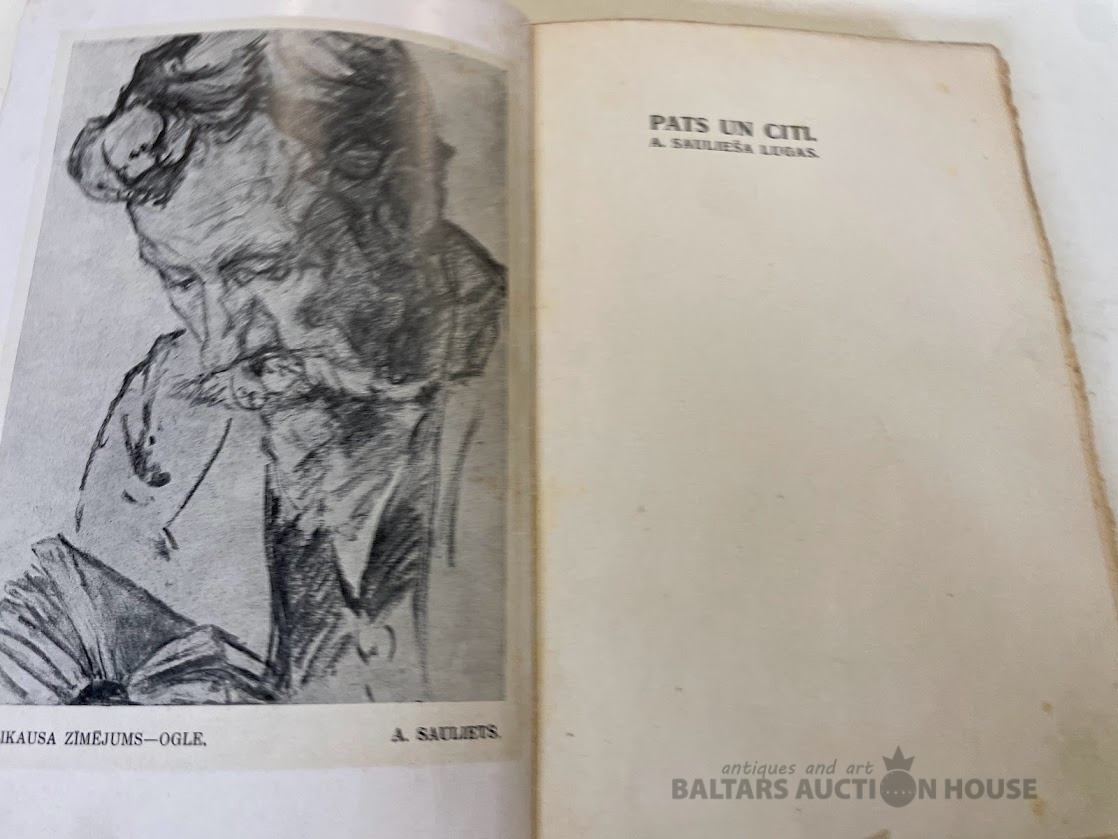 IKAUSA ZĪMĒJUMS—OGLE.
A. SAULIETS.
PATS UN CITI.
A. SAULIEŠA LUGAS.
antiques and art
BALTARS AUCTION HOUSE